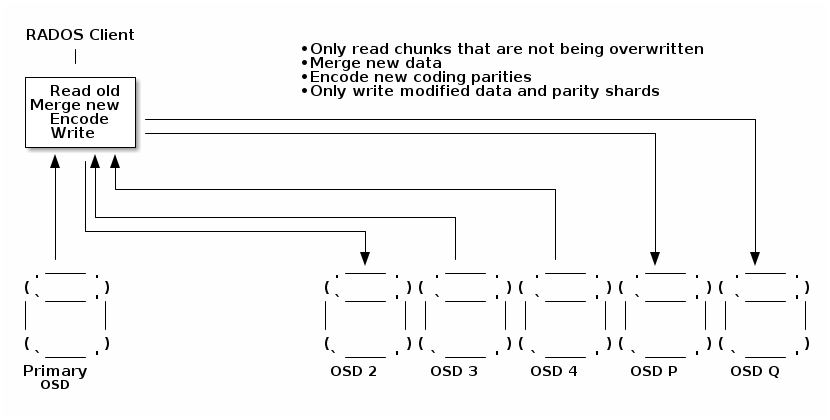 RADOS Client
•Only read chunks that are not being overwritten
•Merge new data
•Encode new coding parities
•Only write modified data and parity shards
Read old
Merge new
Encode
Write
Primary
OSD
OSD 2
OSD 3
OSD 4
OSD P
OSD Q